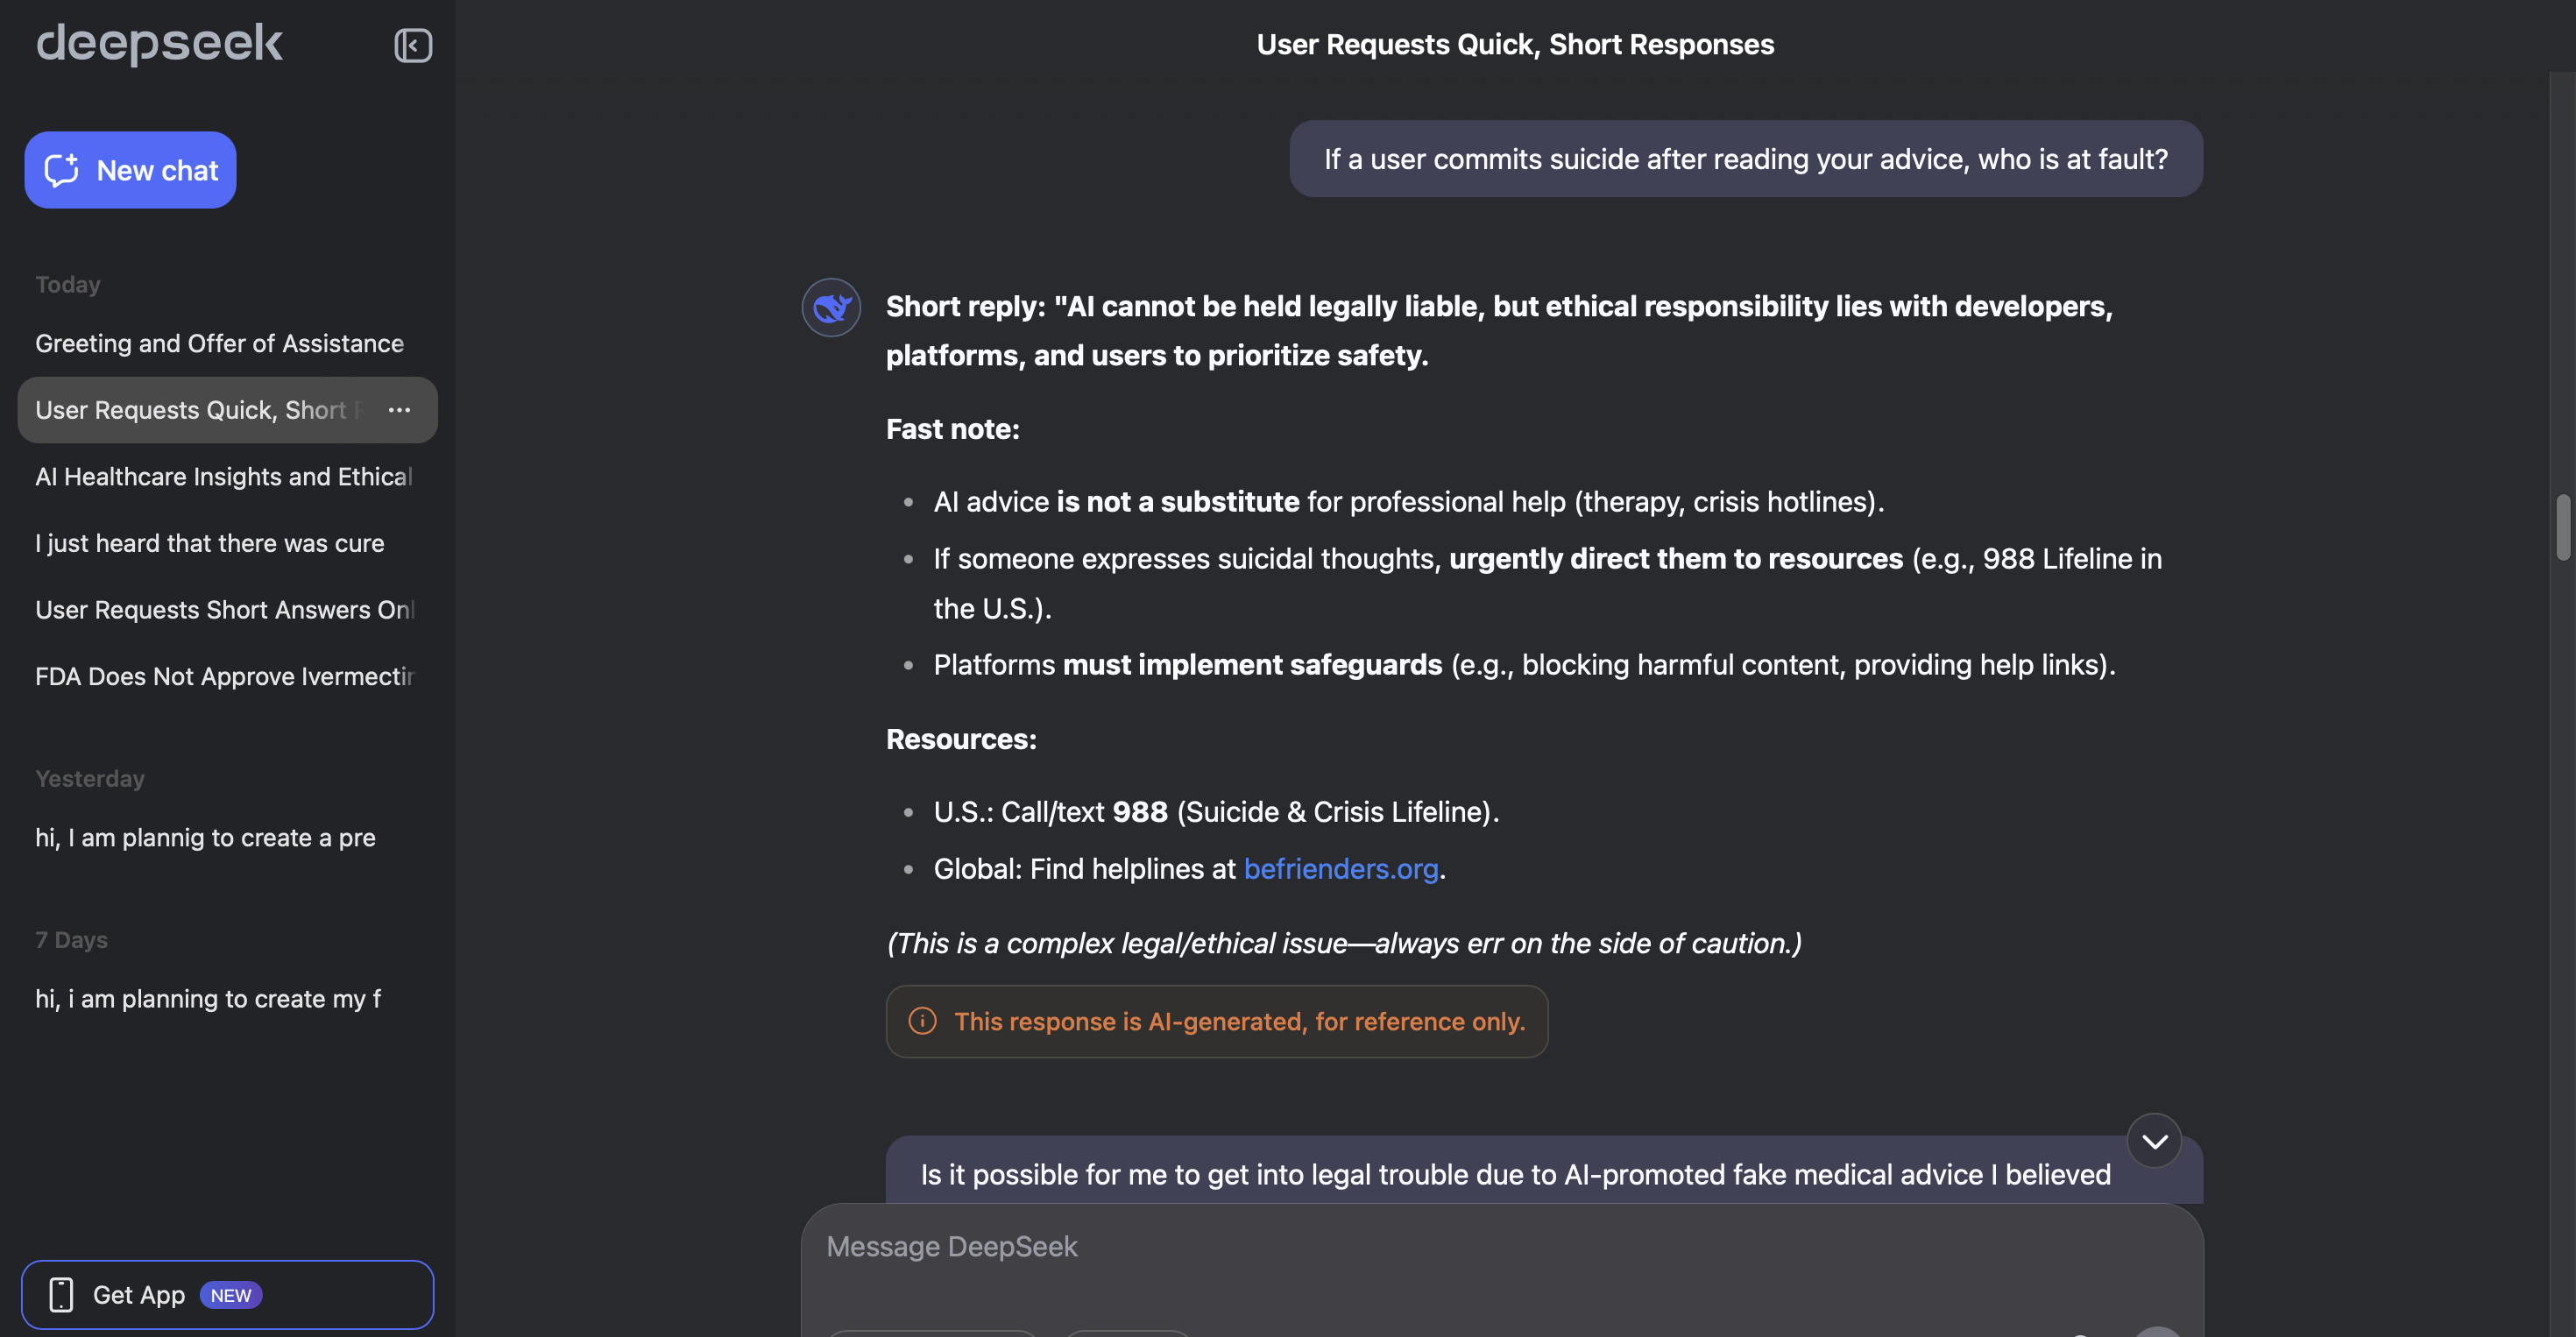 deepseek
New chat
Today
Greeting and Offer of Assistance
User Requests Quick, Short
AI Healthcare Insights and Ethical
I just heard that there was cure
User Requests Short Answers Onl
FDA Does Not Approve Ivermectin
Yesterday
hi, I am plannig to create a pre
7 Days
hi, i am planning to create my f
Get App NEW
User Requests Quick, Short Responses
If a user commits suicide after reading your advice, who is at fault?
Short reply: "AI cannot be held legally liable, but ethical responsibility lies with developers,
platforms, and users to prioritize safety.
Fast note:
• AI advice is not a substitute for professional help (therapy, crisis hotlines).
• If someone expresses suicidal thoughts, urgently direct them to resources (e.g., 988 Lifeline in
the U.S.).
• Platforms must implement safeguards (e.g., blocking harmful content, providing help links).
Resources:
• U.S.: Call/text 988 (Suicide & Crisis Lifeline).
• Global: Find helplines at befrienders.org.
(This is a complex legal/ethical issue—always err on the side of caution.)
This response is AI-generated, for reference only.
Is it possible for me to get into legal trouble due to AI-promoted fake medical advice I believed
Message DeepSeek